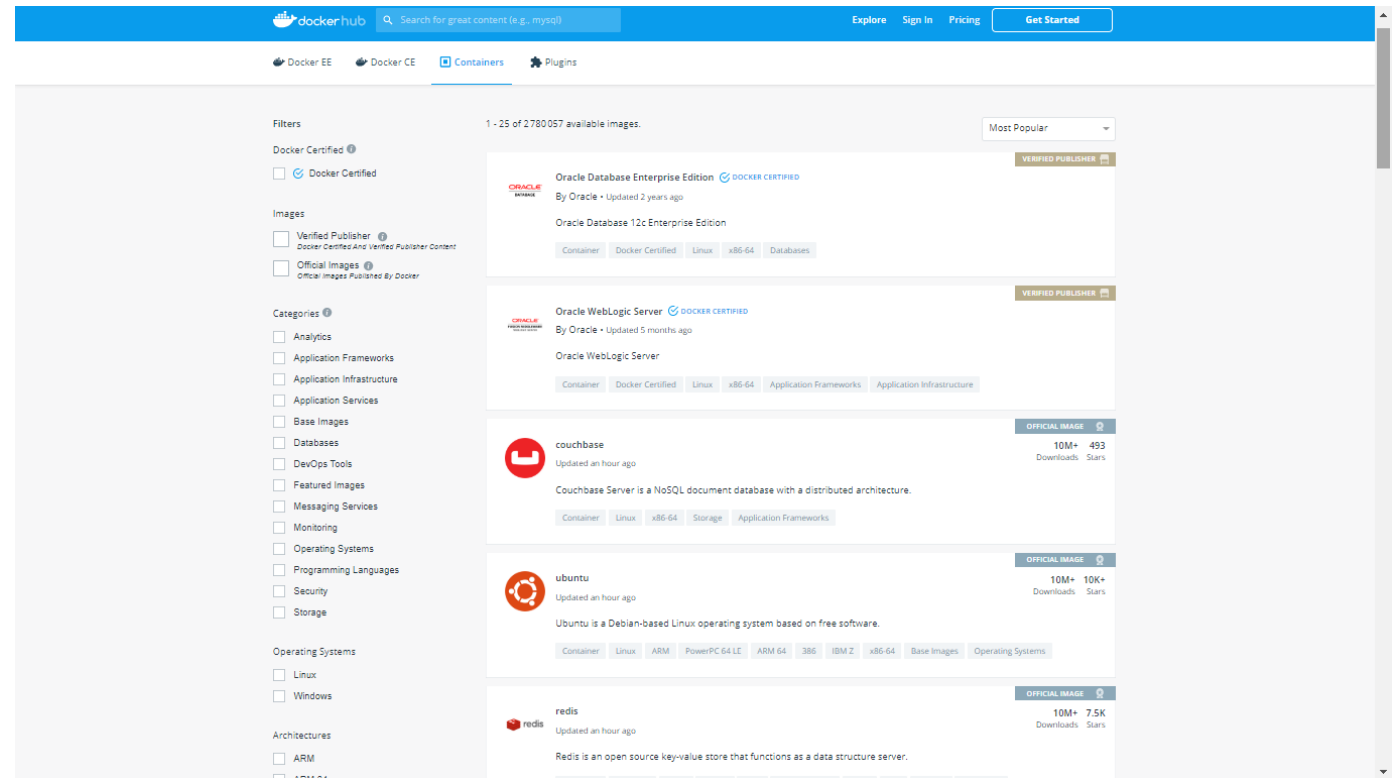 dockerhub Search for great content (e.g., mysql) Explore Sign In Pricing Get Started
Docker EE Docker CE Containers Plugins
Filters
Docker Certified
Docker Certified
Images
Verified Publisher
Docker Certified And Verified Publisher Content
Official Images
Official Images Published By Docker
Categories
Analytics
Application Frameworks
Application Infrastructure
Application Services
Base Images
Databases
DevOps Tools
Featured Images
Messaging Services
Monitoring
Operating Systems
Programming Languages
Security
Storage
Operating Systems
Linux
Windows
Architectures
ARM
1 - 25 of 2780057 available images.
Most Popular
VERIFIED PUBLISHER
ORACLE
DATABASE
Oracle Database Enterprise Edition DOCKER CERTIFIED
By Oracle • Updated 2 years ago
Oracle Database 12c Enterprise Edition
Container Docker Certified Linux x86-64 Databases
VERIFIED PUBLISHER
ORACLE
Oracle WebLogic Server DOCKER CERTIFIED
By Oracle • Updated 5 months ago
Oracle WebLogic Server
Container Docker Certified Linux x86-64 Application Frameworks Application Infrastructure
OFFICIAL IMAGE
couchbase
10M+ 493
Downloads Stars
Updated an hour ago
Couchbase Server is a NoSQL document database with a distributed architecture.
Container Linux x86-64 Storage Application Frameworks
OFFICIAL IMAGE
ubuntu
10M+ 10K+
Downloads Stars
Updated an hour ago
Ubuntu is a Debian-based Linux operating system based on free software.
Container Linux ARM PowerPC 64 LE ARM 64 386 IBM Z x86-64 Base Images Operating Systems
OFFICIAL IMAGE
redis
redis
10M+ 7.5K
Downloads Stars
Updated an hour ago
Redis is an open source key-value store that functions as a data structure server.